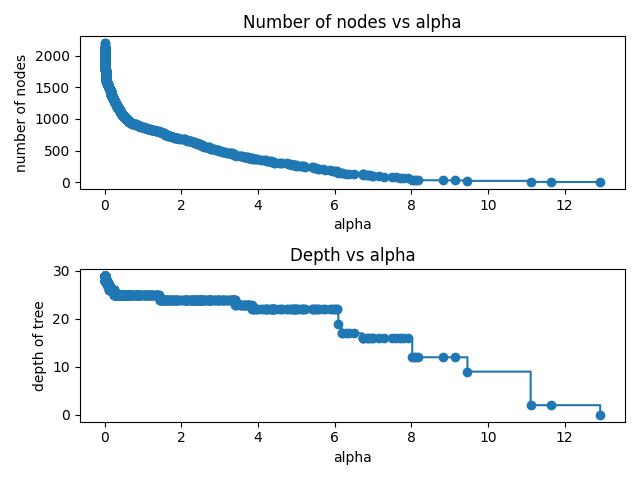 Number of nodes vs alpha
number of nodes
2000
1500
1000
500
0
0 2 4 6 8 10 12
alpha
Depth vs alpha
depth of tree
30
20
10
0
0 2 4 6 8 10 12
alpha